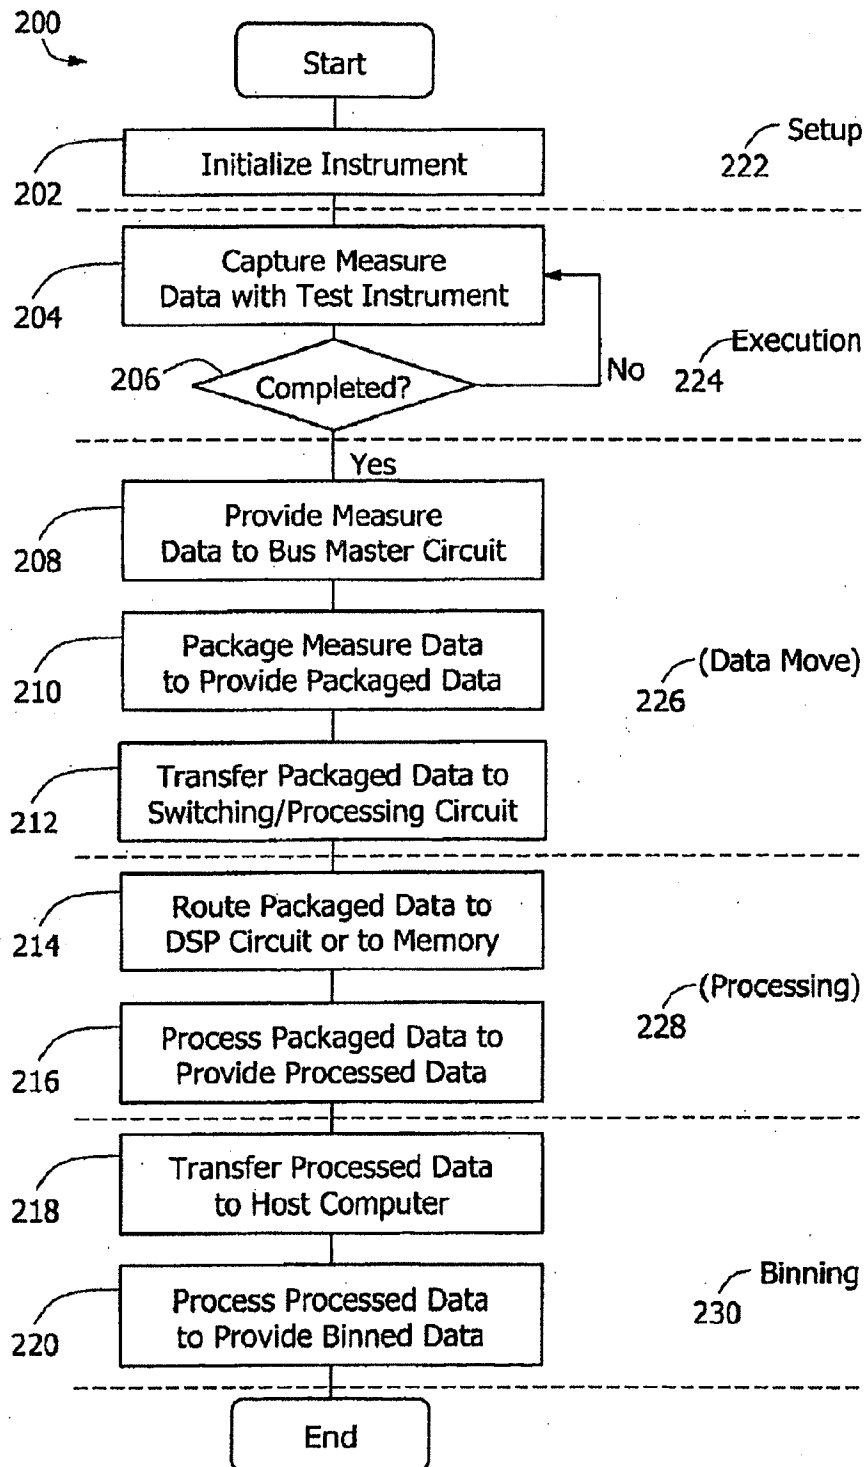 200
Start
Setup
222
Initialize Instrument
202
Capture Measure
Data with Test Instrument
204
Execution
224
206
Completed?
No
Yes
Provide Measure
Data to Bus Master Circuit
208
Package Measure Data
to Provide Packaged Data
210
(Data Move)
226
Transfer Packaged Data to
Switching/Processing Circuit
212
Route Packaged Data to
DSP Circuit or to Memory
214
(Processing)
228
Process Packaged Data to
Provide Processed Data
216
Transfer Processed Data
to Host Computer
218
Binning
230
Process Processed Data
to Provide Binned Data
220
End